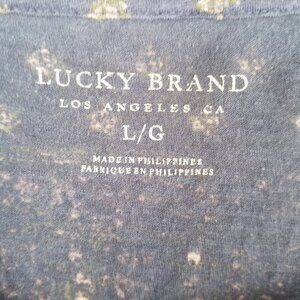 LUCKY BRAND
LOS ANGELES CA
L/G
MADE IN PHILIPPINES
FABRIQUE EN PHILIPPINES